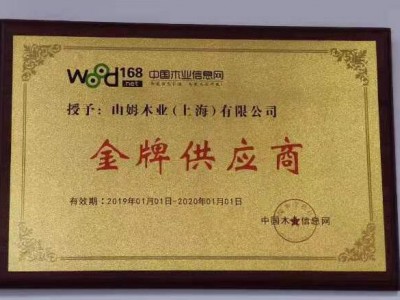 Wood168.net 中国木业信息网
授予：山姆木业（上海）有限公司
金牌供应商
有效期：2019年01月01日-2020年01月01日
中国木业信息网